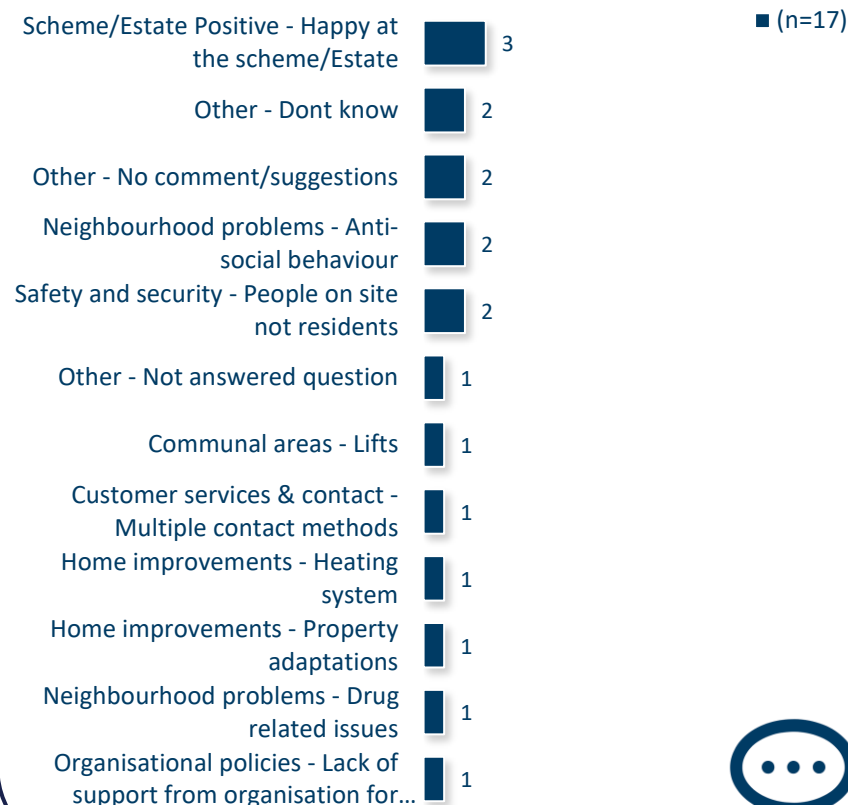 Scheme/Estate Positive - Happy at
the scheme/Estate
3
(n=17)
Other - Dont know
2
Other - No comment/suggestions
2
Neighbourhood problems - Anti-
social behaviour
2
Safety and security - People on site
not residents
2
Other - Not answered question
1
Communal areas - Lifts
1
Customer services & contact -
Multiple contact methods
1
Home improvements - Heating
system
1
Home improvements - Property
adaptations
1
Neighbourhood problems - Drug
related issues
1
Organisational policies - Lack of
support from organisation for…
1